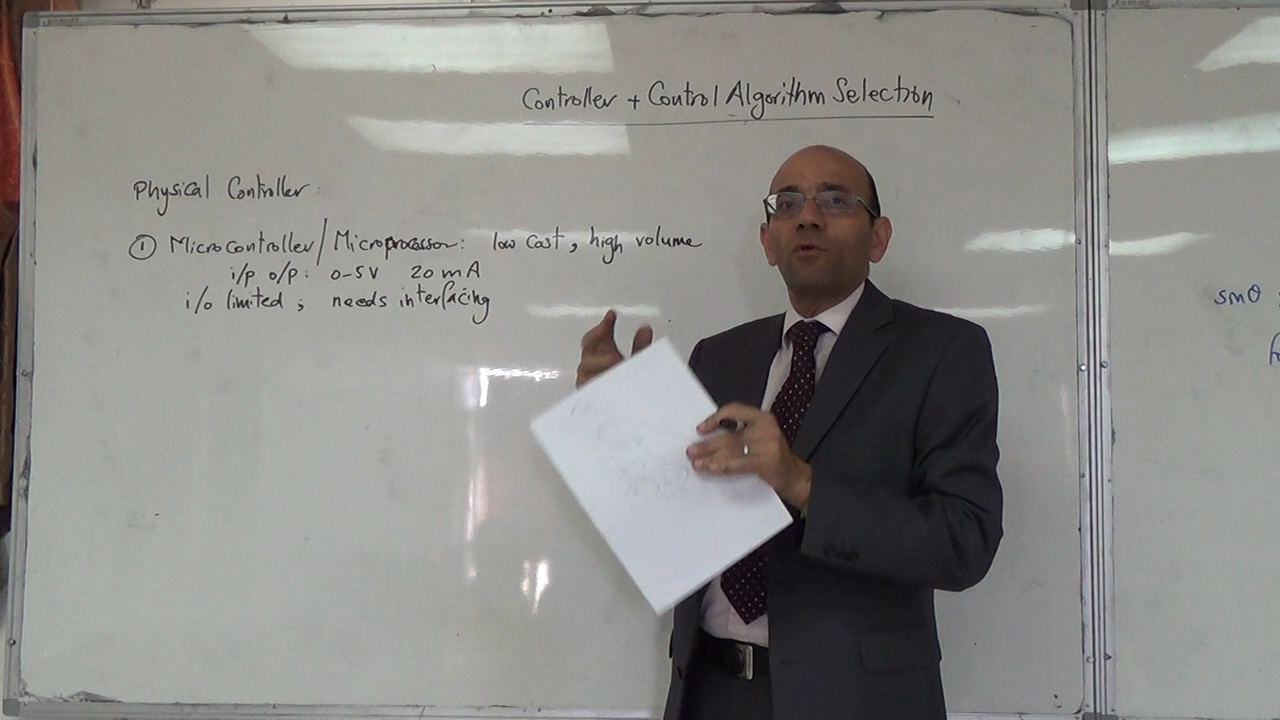 Controller + Control Algorithm Selection
Physical Controller:
① Microcontroller/Microprocessor: low cost, high volume
i/p o/p: 0-5V 20 mA
i/o limited; needs interfacing
sinθ